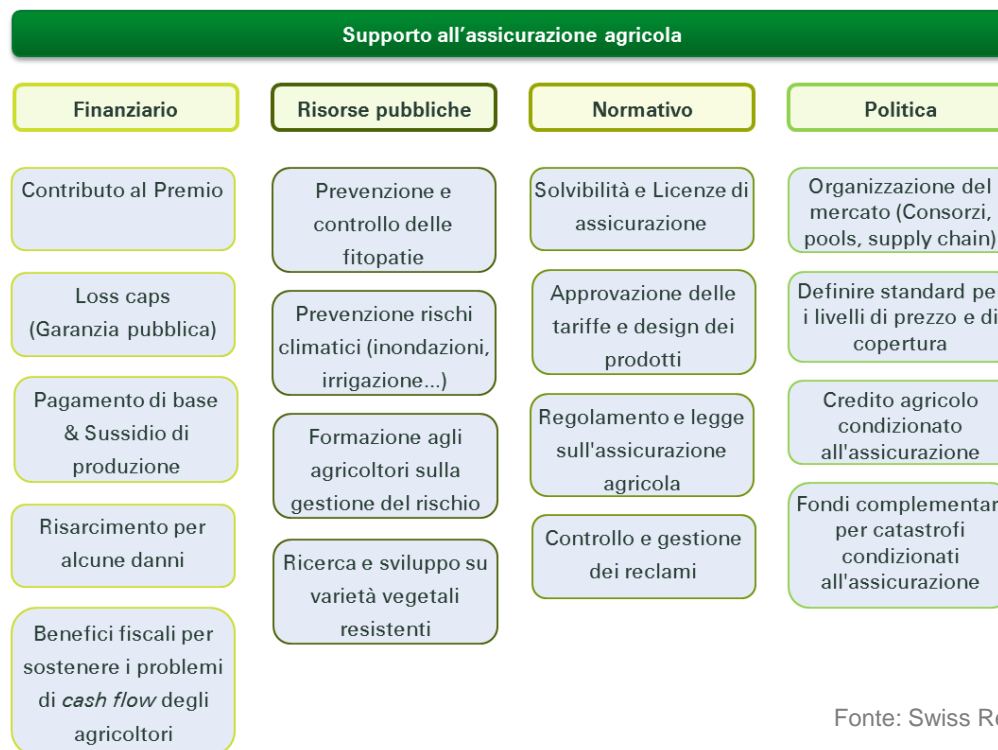 Supporto all'assicurazione agricola
Finanziario
Contributo al Premio
Loss caps
(Garanzia pubblica)
Pagamento di base
& Sussidio di
produzione
Risarcimento per
alcune danni
Benefici fiscali per
sostenere i problemi
di cash flow degli
agricoltori
Risorse pubbliche
Prevenzione e
controllo delle
fitopatie
Prevenzione rischi
climatici (inondazioni,
irrigazione...)
Formazione agli
agricoltori sulla
gestione del rischio
Ricerca e sviluppo su
varietà vegetali
resistenti
Normativo
Solvibilità e Licenze di
assicurazione
Approvazione delle
tariffe e design dei
prodotti
Regolamento e legge
sull'assicurazione
agricola
Controllo e gestione
dei reclami
Politica
Organizzazione del
mercato (Consorzi,
pools, supply chain)
Definire standard pe
i livelli di prezzo e di
copertura
Credito agricolo
condizionato
all'assicurazione
Fondi complementar
per catastrofi
condizionati
all'assicurazione
Fonte: Swiss Re